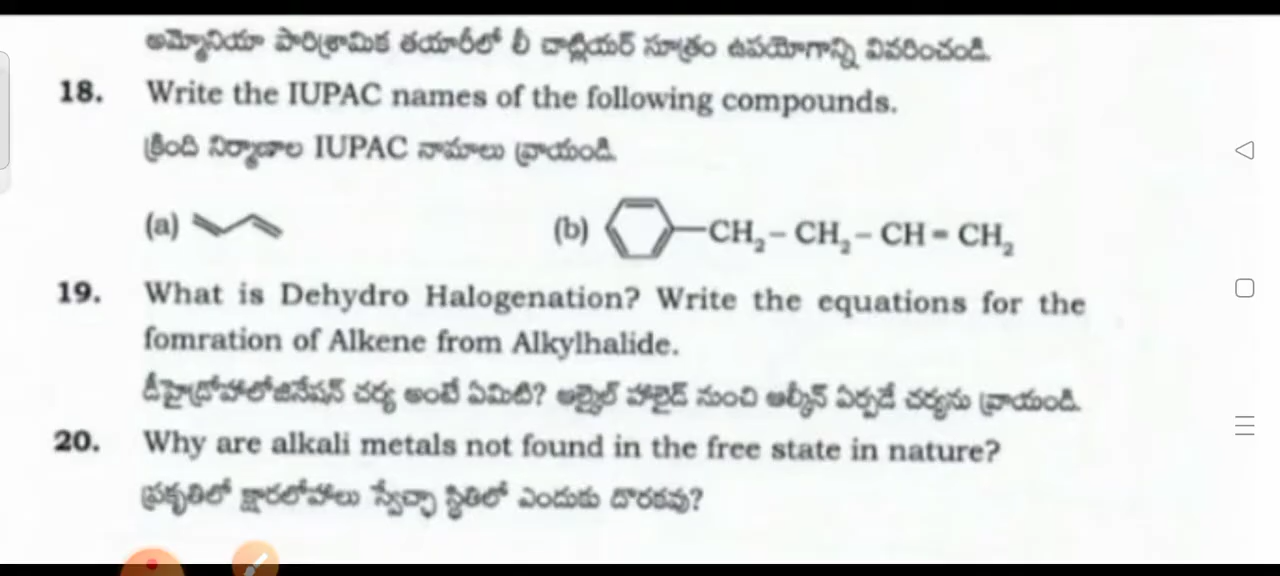 అమ్మోనియా పారిశ్రామిక తయారీలో లీ చాట్లియర్ సూత్రం ఉపయోగాన్ని వివరించండి.
18. Write the IUPAC names of the following compounds.
క్రింది నిర్మాణాల IUPAC నామాలు వ్రాయండి.
(a) (b) —CH₂ – CH₂ – CH = CH₂
19. What is Dehydro Halogenation? Write the equations for the
fomration of Alkene from Alkylhalide.
డీహైడ్రోహాలోజినేషన్ చర్య అంటే ఏమిటి? ఆల్కైల్ హాలైడ్ నుంచి ఆల్కీన్ ఏర్పడే చర్యను వ్రాయండి.
20. Why are alkali metals not found in the free state in nature?
ప్రకృతిలో క్షారలోహాలు స్వేచ్ఛా స్థితిలో ఎందుకు దొరకవు?